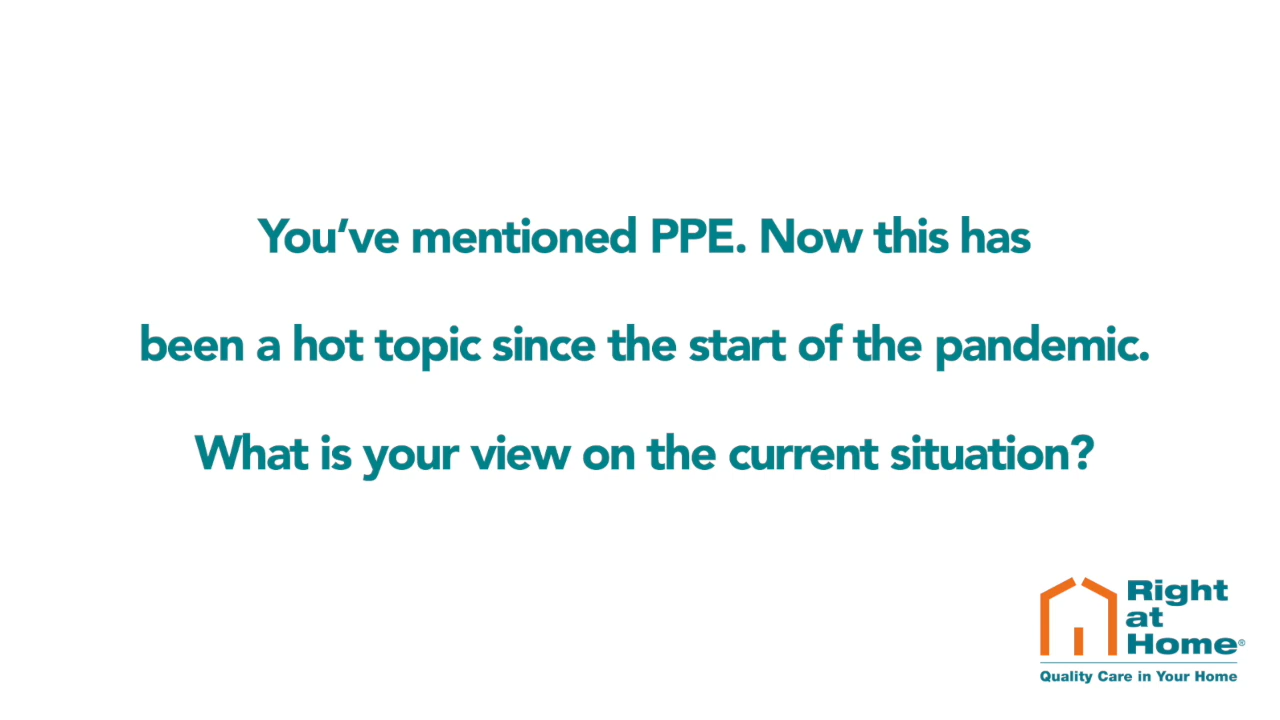 You’ve mentioned PPE. Now this has
been a hot topic since the start of the pandemic.
What is your view on the current situation?
Right
at
Home®
Quality Care in Your Home